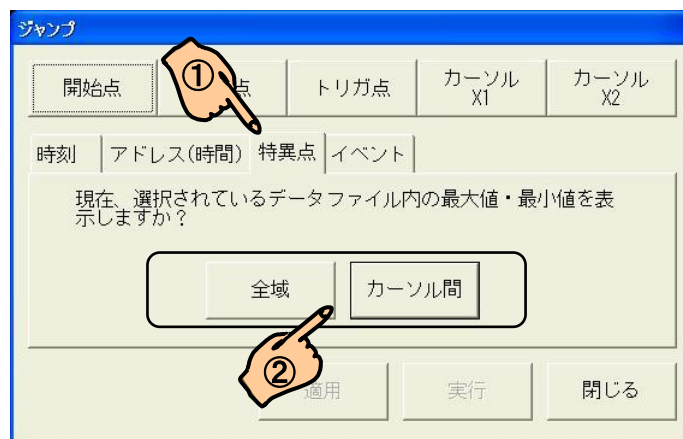 ジャンプ
開始点
①
点
トリガ点
カーソル
X1
カーソル
X2
時刻
アドレス(時間)
特異点
イベント
現在、選択されているデータファイル内の最大値・最小値を表
示しますか?
全域
カーソル間
②
適用
実行
閉じる